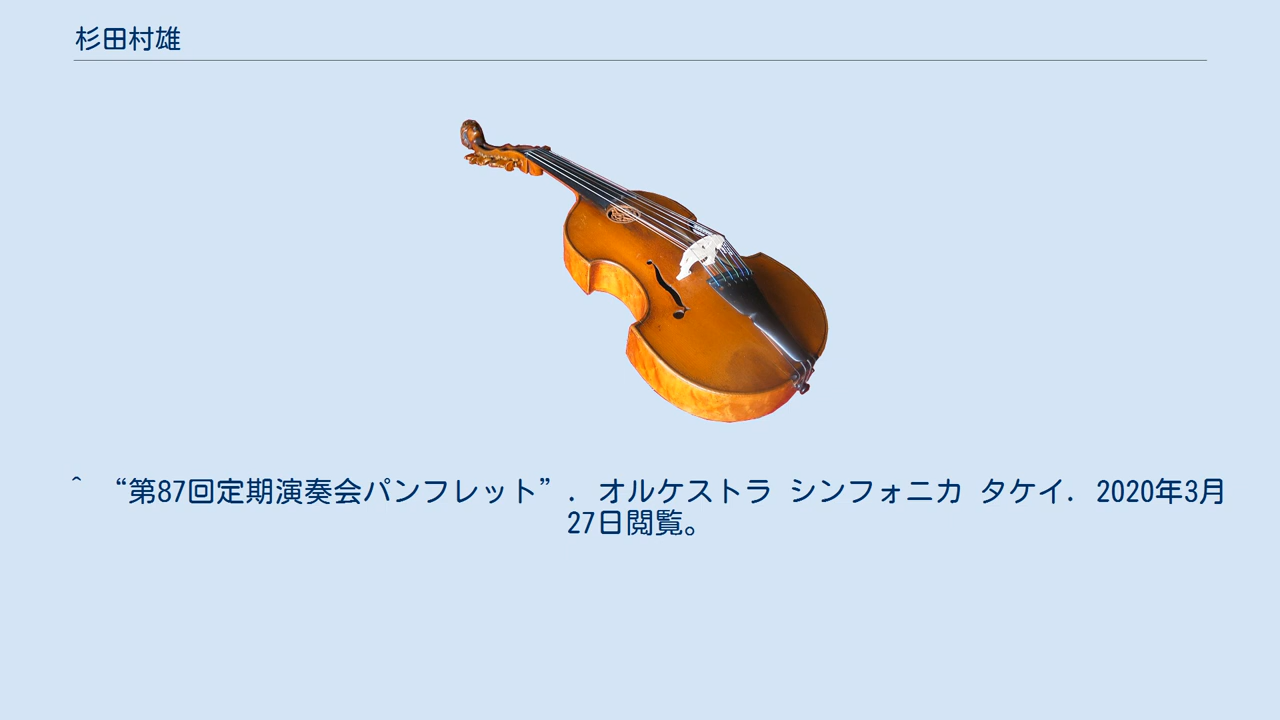 杉田村雄
^ “第87回定期演奏会パンフレット”. オルケストラ シンフォニカ タケイ. 2020年3月
27日閲覧。